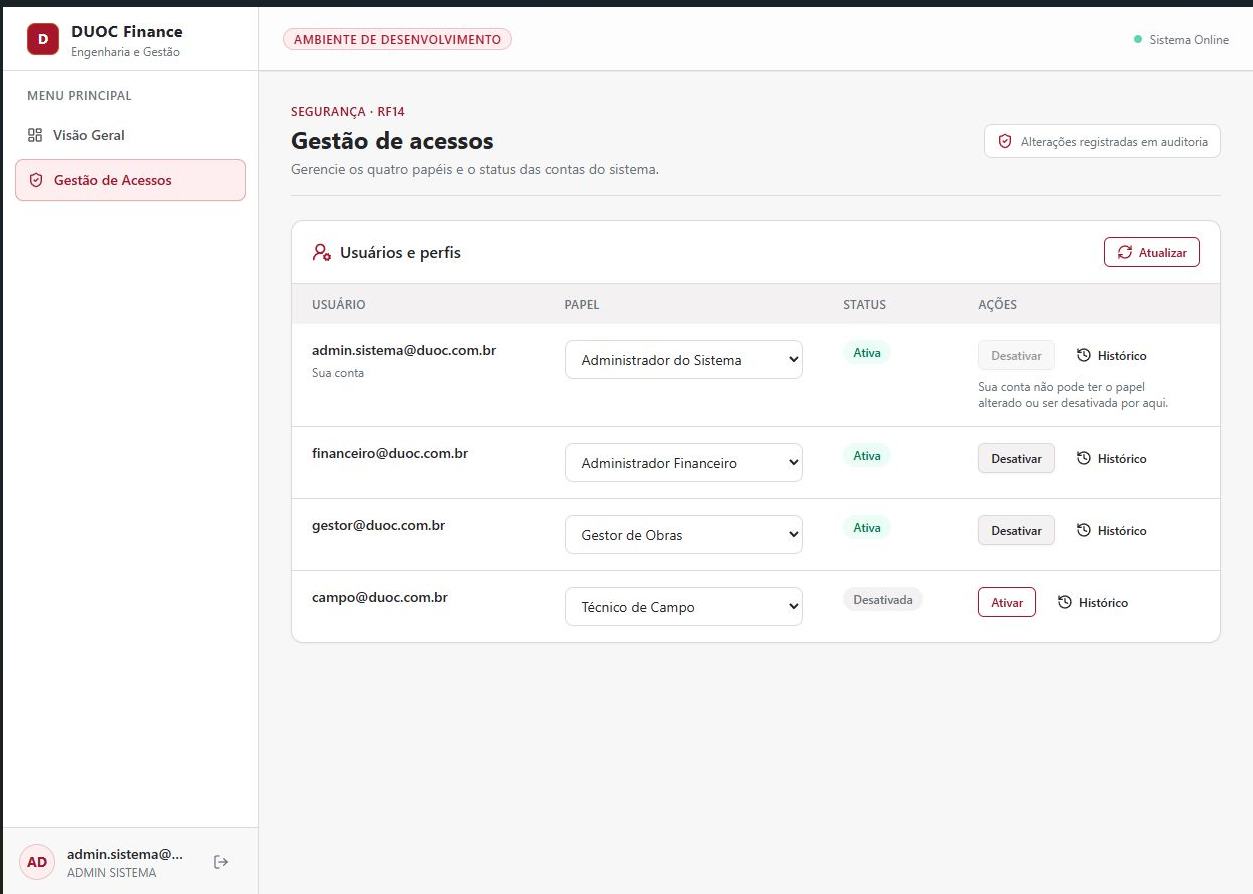 D
DUOC Finance
Engenharia e Gestão
AMBIENTE DE DESENVOLVIMENTO
Sistema Online
MENU PRINCIPAL
Visão Geral
Gestão de Acessos
SEGURANÇA · RF14
Gestão de acessos
Gerencie os quatro papéis e o status das contas do sistema.
Alterações registradas em auditoria
Usuários e perfis
Atualizar
USUÁRIO PAPEL STATUS AÇÕES
admin.sistema@duoc.com.br
Sua conta
Administrador do Sistema
Ativa
Desativar
Histórico
Sua conta não pode ter o papel
alterado ou ser desativada por aqui.
financeiro@duoc.com.br
Administrador Financeiro
Ativa
Desativar
Histórico
gestor@duoc.com.br
Gestor de Obras
Ativa
Desativar
Histórico
campo@duoc.com.br
Técnico de Campo
Desativada
Ativar
Histórico
AD
admin.sistema@...
ADMIN SISTEMA